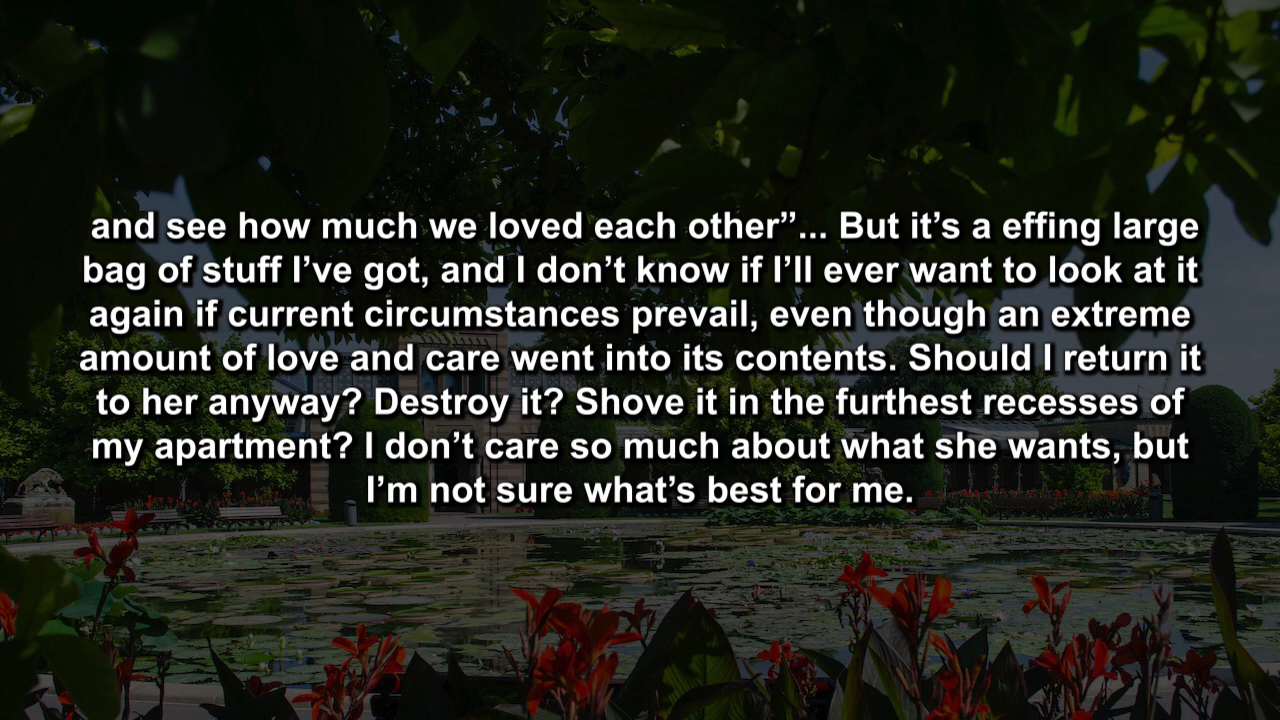 and see how much we loved each other”... But it’s a effing large
bag of stuff I’ve got, and I don’t know if I’ll ever want to look at it
again if current circumstances prevail, even though an extreme
amount of love and care went into its contents. Should I return it
to her anyway? Destroy it? Shove it in the furthest recesses of
my apartment? I don’t care so much about what she wants, but
I’m not sure what’s best for me.